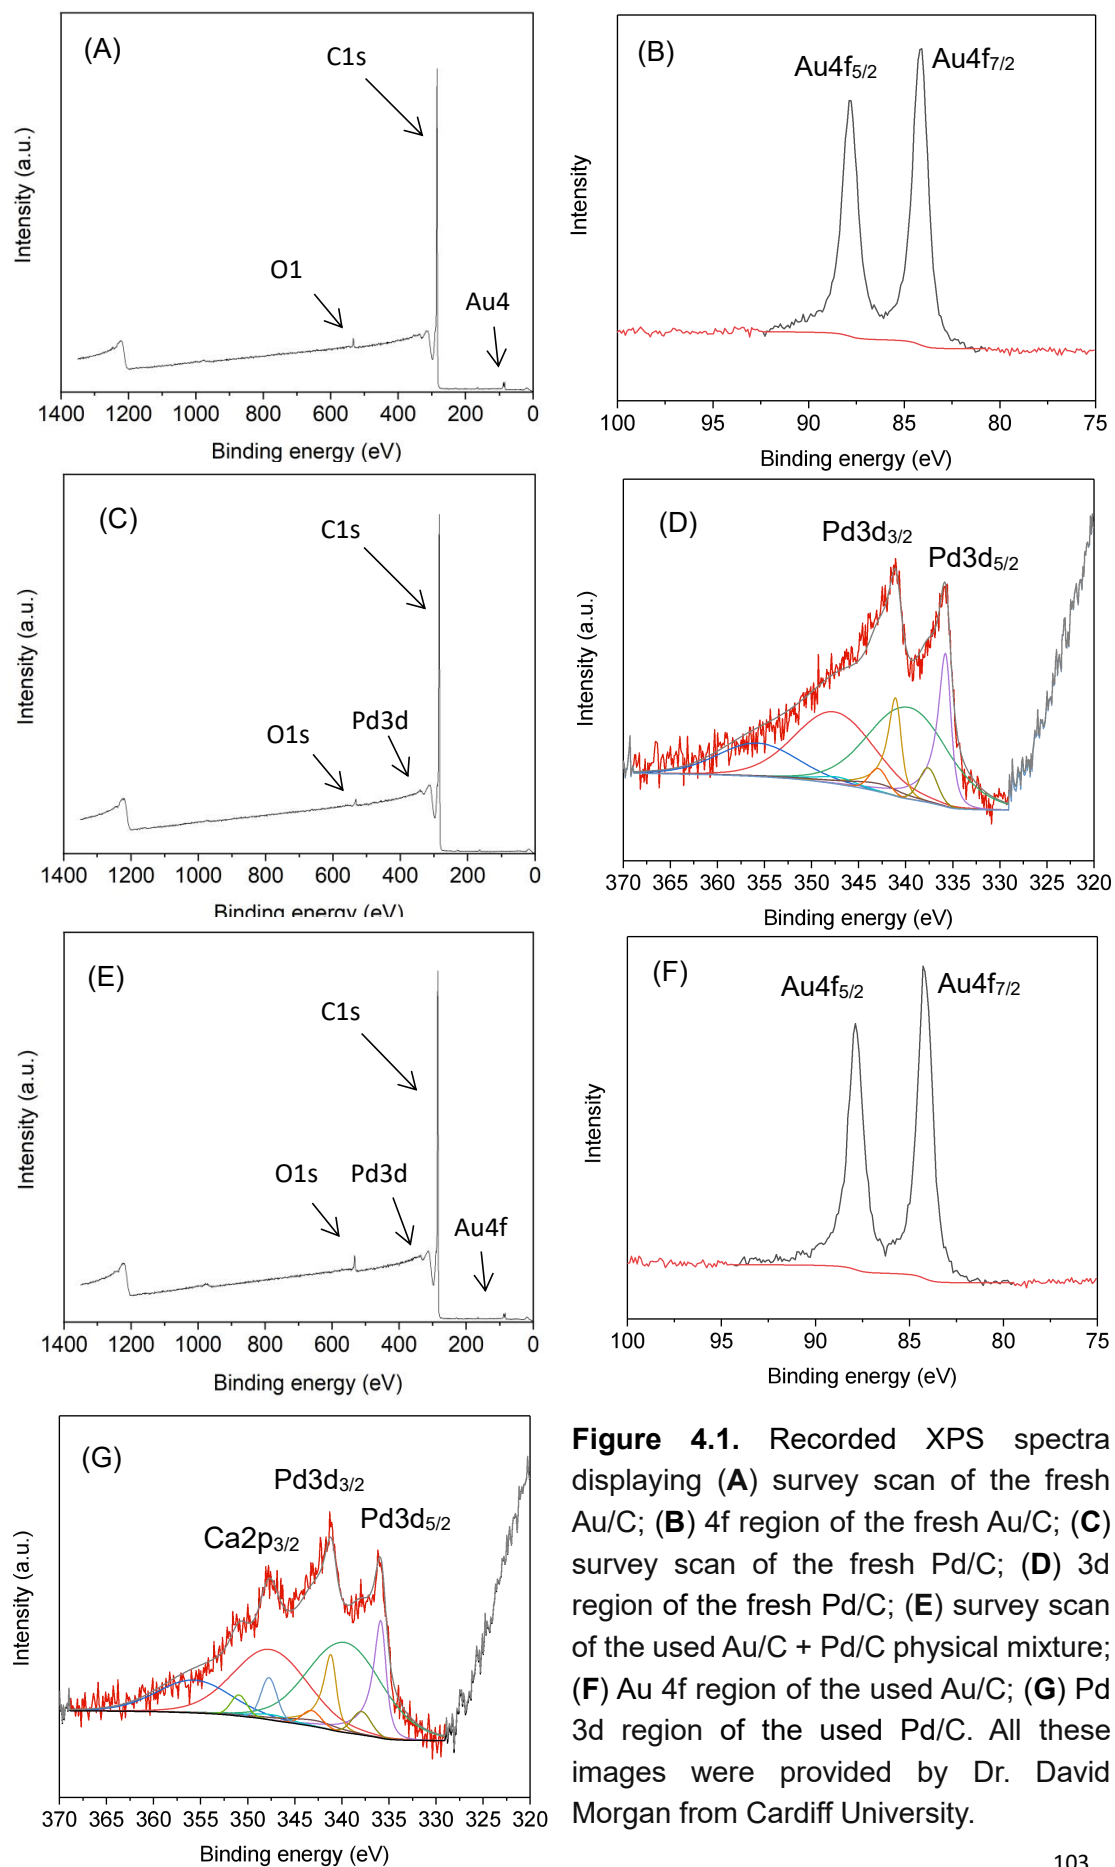 (A)
C1s
O1
Au4
Intensity (a.u.)
1400 1200 1000 800 600 400 200 0
Binding energy (eV)
(B)
Au4f5/2
Au4f7/2
Intensity
100 95 90 85 80 75
Binding energy (eV)
(C)
C1s
O1s
Pd3d
Intensity (a.u.)
1400 1200 1000 800 600 400 200 0
Binding energy (eV)
(D)
Pd3d3/2
Pd3d5/2
Intensity (a.u.)
370 365 360 355 350 345 340 335 330 325 320
Binding energy (eV)
(E)
C1s
O1s
Pd3d
Au4f
Intensity (a.u.)
1400 1200 1000 800 600 400 200 0
Binding energy (eV)
(F)
Au4f5/2
Au4f7/2
Intensity
100 95 90 85 80 75
Binding energy (eV)
(G)
Pd3d3/2
Pd3d5/2
Ca2p3/2
Intensity (a.u.)
370 365 360 355 350 345 340 335 330 325 320
Binding energy (eV)
Figure 4.1. Recorded XPS spectra
displaying (A) survey scan of the fresh
Au/C; (B) 4f region of the fresh Au/C; (C)
survey scan of the fresh Pd/C; (D) 3d
region of the fresh Pd/C; (E) survey scan
of the used Au/C + Pd/C physical mixture;
(F) Au 4f region of the used Au/C; (G) Pd
3d region of the used Pd/C. All these
images were provided by Dr. David
Morgan from Cardiff University.
103